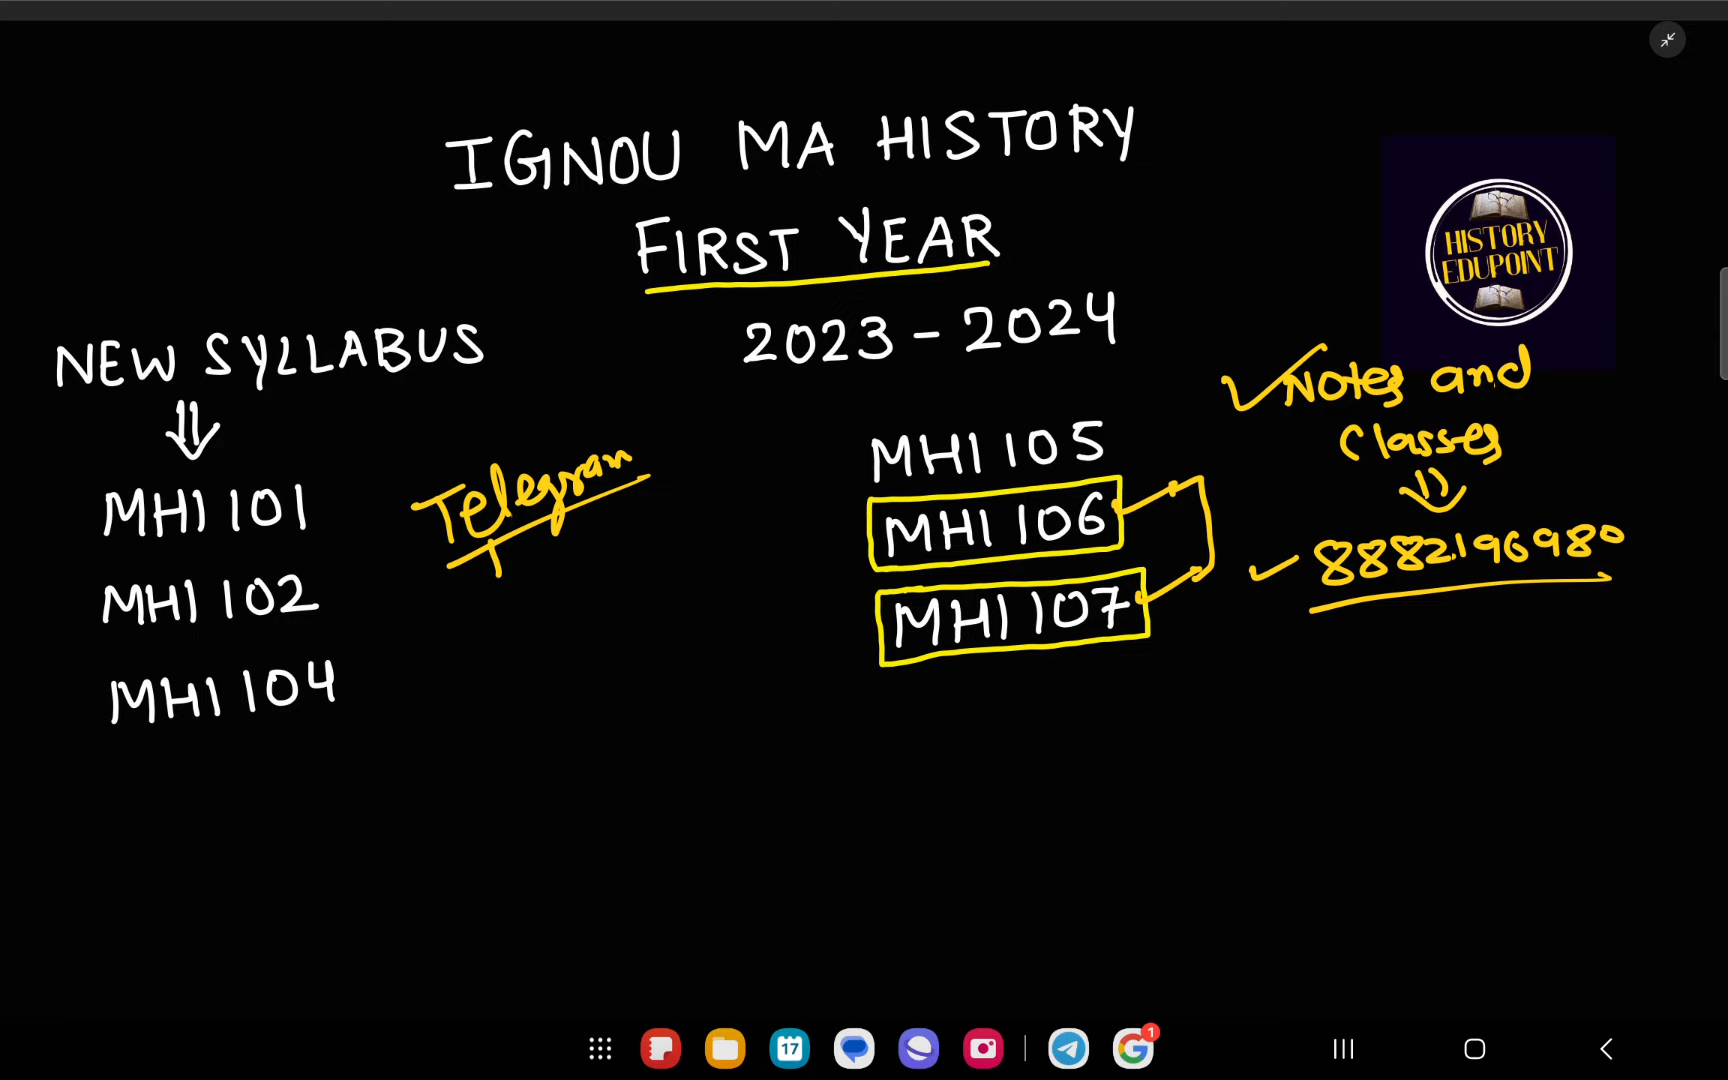 IGNOU MA HISTORY
FIRST YEAR
2023-2024
HISTORY
EDUPOINT
NEW SYLLABUS
MHI 101
MHI 102
MHI 104
Telegram
MHI 105
MHI 106
MHI 107
Notes and
Classes
8882196980
17
1